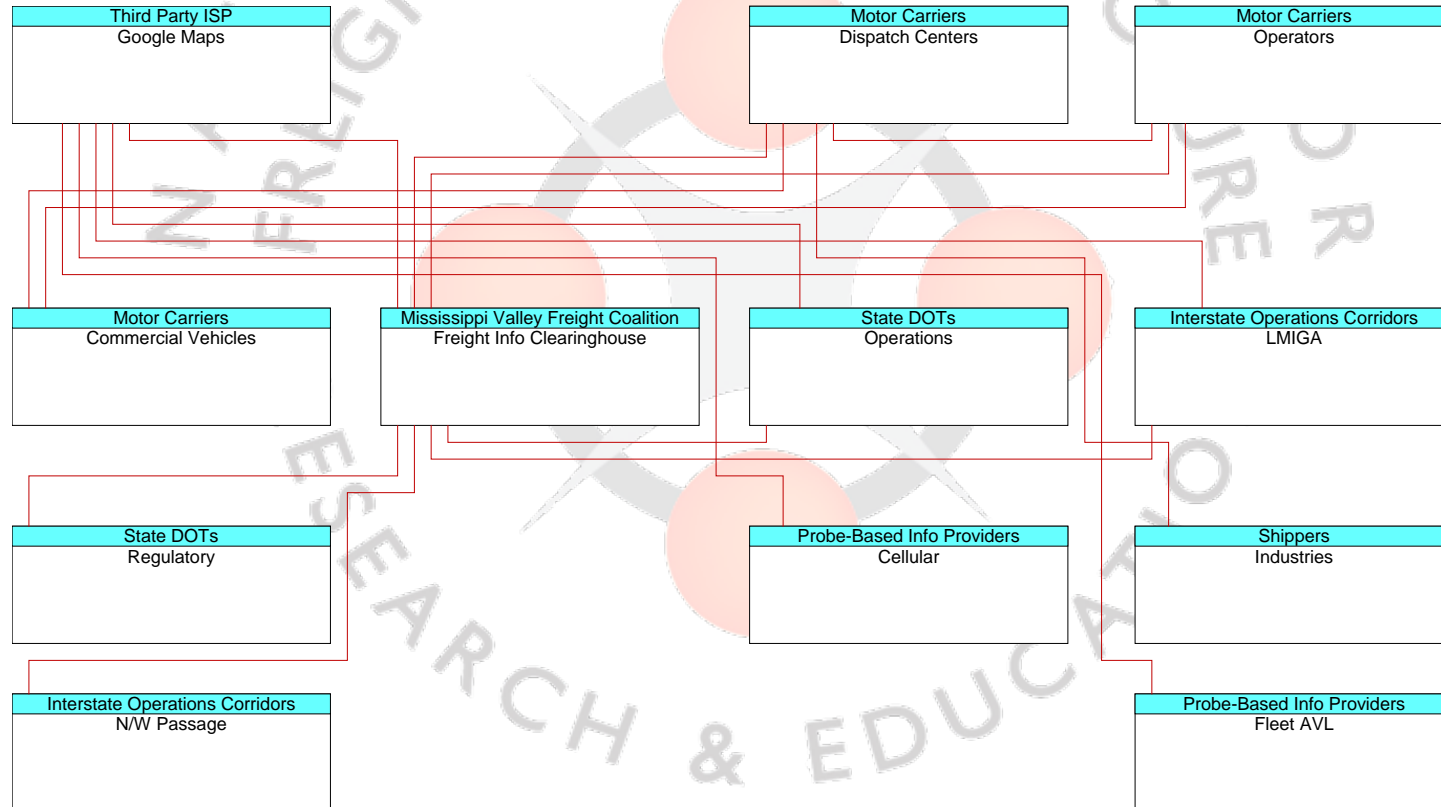 Third Party ISP
Google Maps
Motor Carriers
Dispatch Centers
Motor Carriers
Operators
Motor Carriers
Commercial Vehicles
Mississippi Valley Freight Coalition
Freight Info Clearinghouse
State DOTs
Operations
Interstate Operations Corridors
LMIGA
State DOTs
Regulatory
Probe-Based Info Providers
Cellular
Shippers
Industries
Interstate Operations Corridors
N/W Passage
Probe-Based Info Providers
Fleet AVL
ESEARCH & EDUCATIO